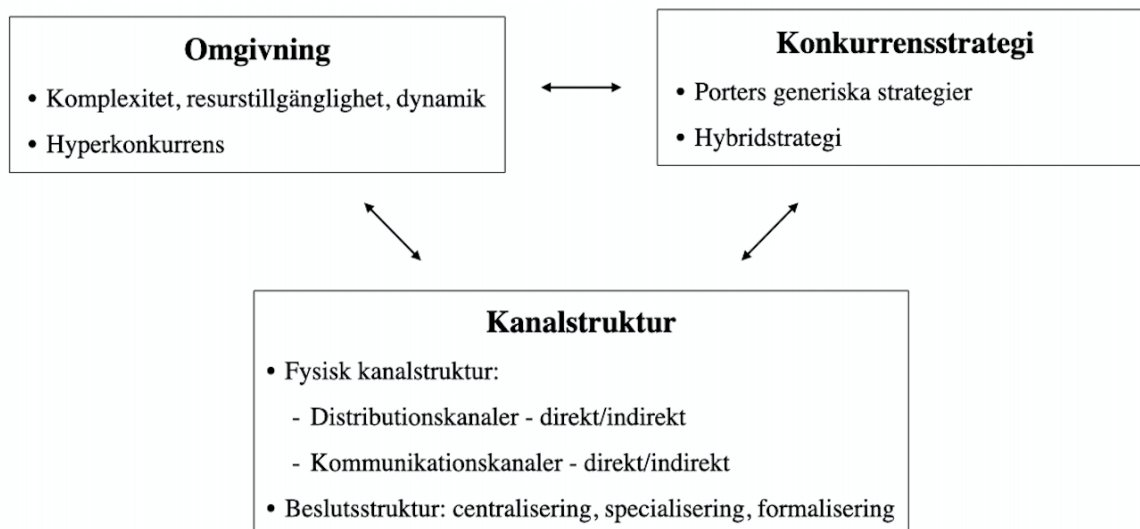 Omgivning
• Komplexitet, resurstillgänglighet, dynamik
• Hyperkonkurrens
Konkurrensstrategi
• Porters generiska strategier
• Hybridstrategi
Kanalstruktur
• Fysisk kanalstruktur:
- Distributionskanaler - direkt/indirekt
- Kommunikationskanaler - direkt/indirekt
• Beslutsstruktur: centralisering, specialisering, formalisering